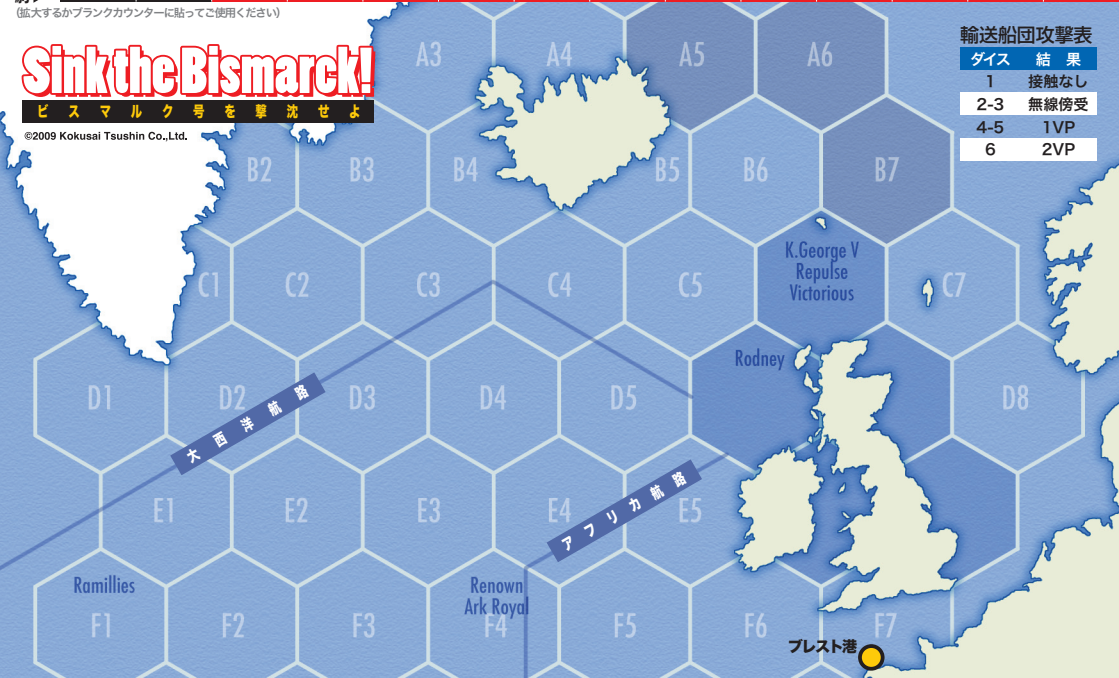 (拡大するかブランクカウンターに貼ってご使用ください)
Sink the Bismarck!
ビスマルク号を撃沈せよ
©2009 Kokusai Tsushin Co.,Ltd.
輸送船団攻撃表
ダイス 結果
1 接触なし
2-3 無線傍受
4-5 1VP
6 2VP
A3 A4 A5 A6
B2 B3 B4 B5 B6 B7
K.George V
Repulse
Victorious
C1 C2 C3 C4 C5 C7
Rodney
D1 D2 D3 D4 D5 D8
大西洋航路
E1 E2 E3 E4 E5
アフリカ航路
Ramillies
Renown
Ark Royal
F1 F2 F3 F4 F5 F6 F7
ブレスト港